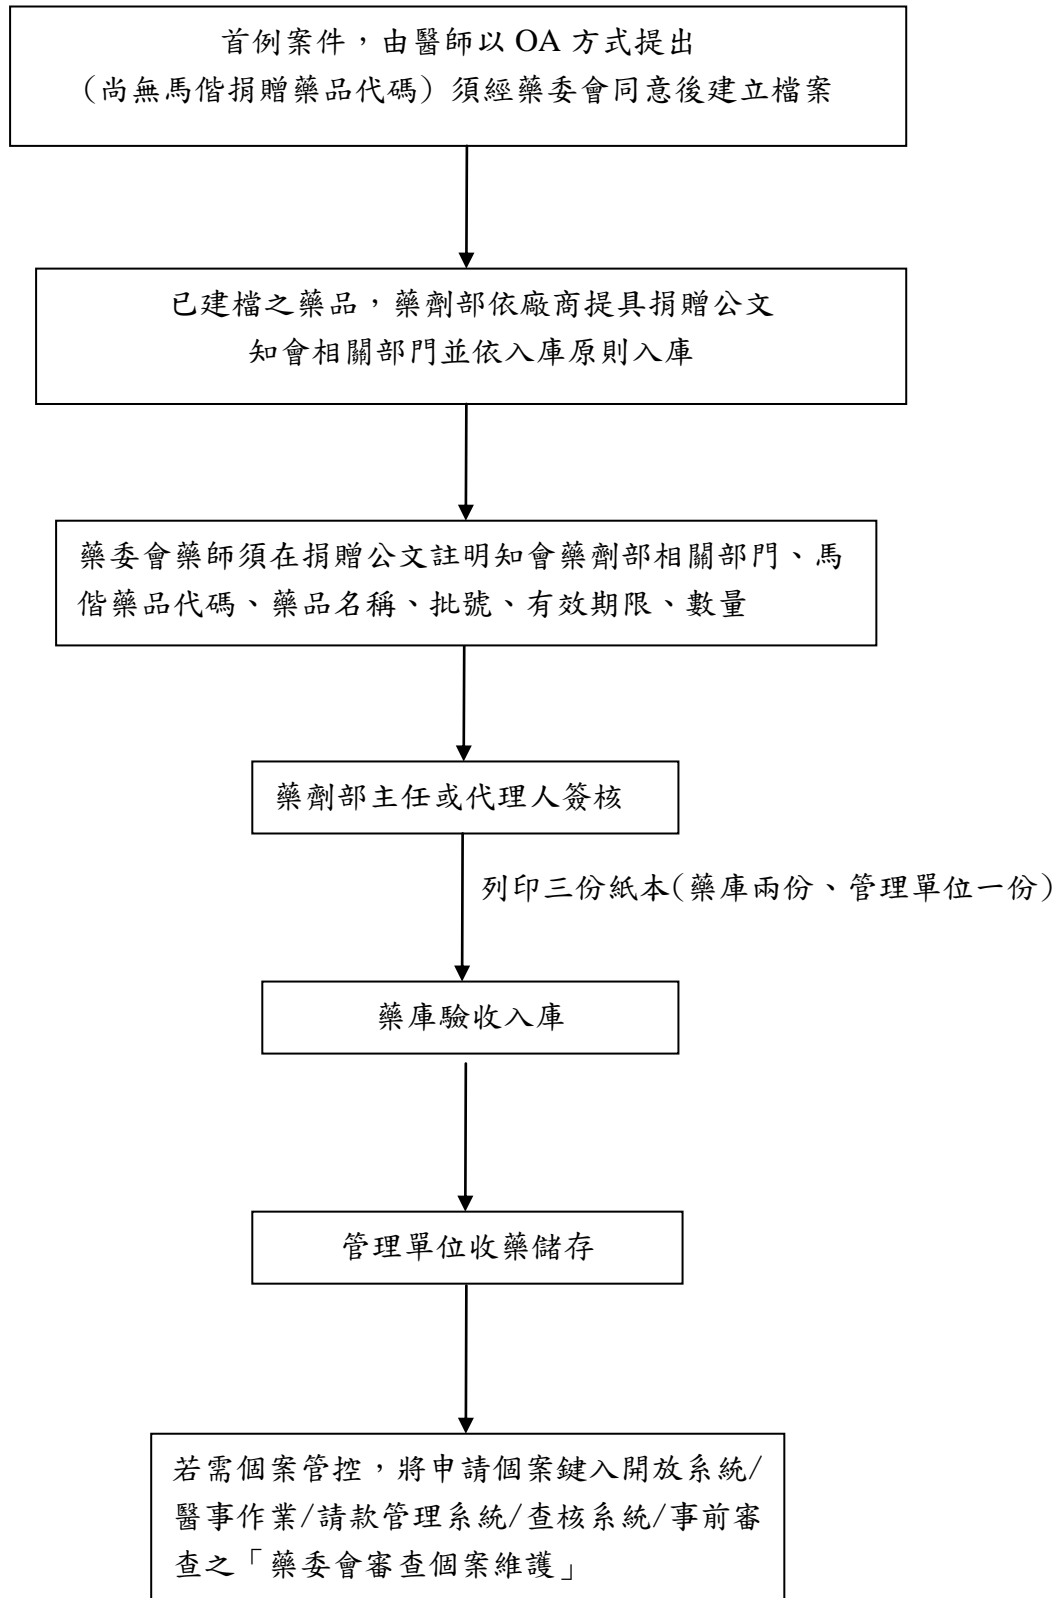 首例案件，由醫師以 OA 方式提出
（尚無馬偕捐贈藥品代碼）須經藥委會同意後建立檔案
已建檔之藥品，藥劑部依廠商提具捐贈公文
知會相關部門並依入庫原則入庫
藥委會藥師須在捐贈公文註明知會藥劑部相關部門、馬
偕藥品代碼、藥品名稱、批號、有效期限、數量
藥劑部主任或代理人簽核
列印三份紙本(藥庫兩份、管理單位一份)
藥庫驗收入庫
管理單位收藥儲存
若需個案管控，將申請個案鍵入開放系統/
醫事作業/請款管理系統/查核系統/事前審
查之「藥委會審查個案維護」